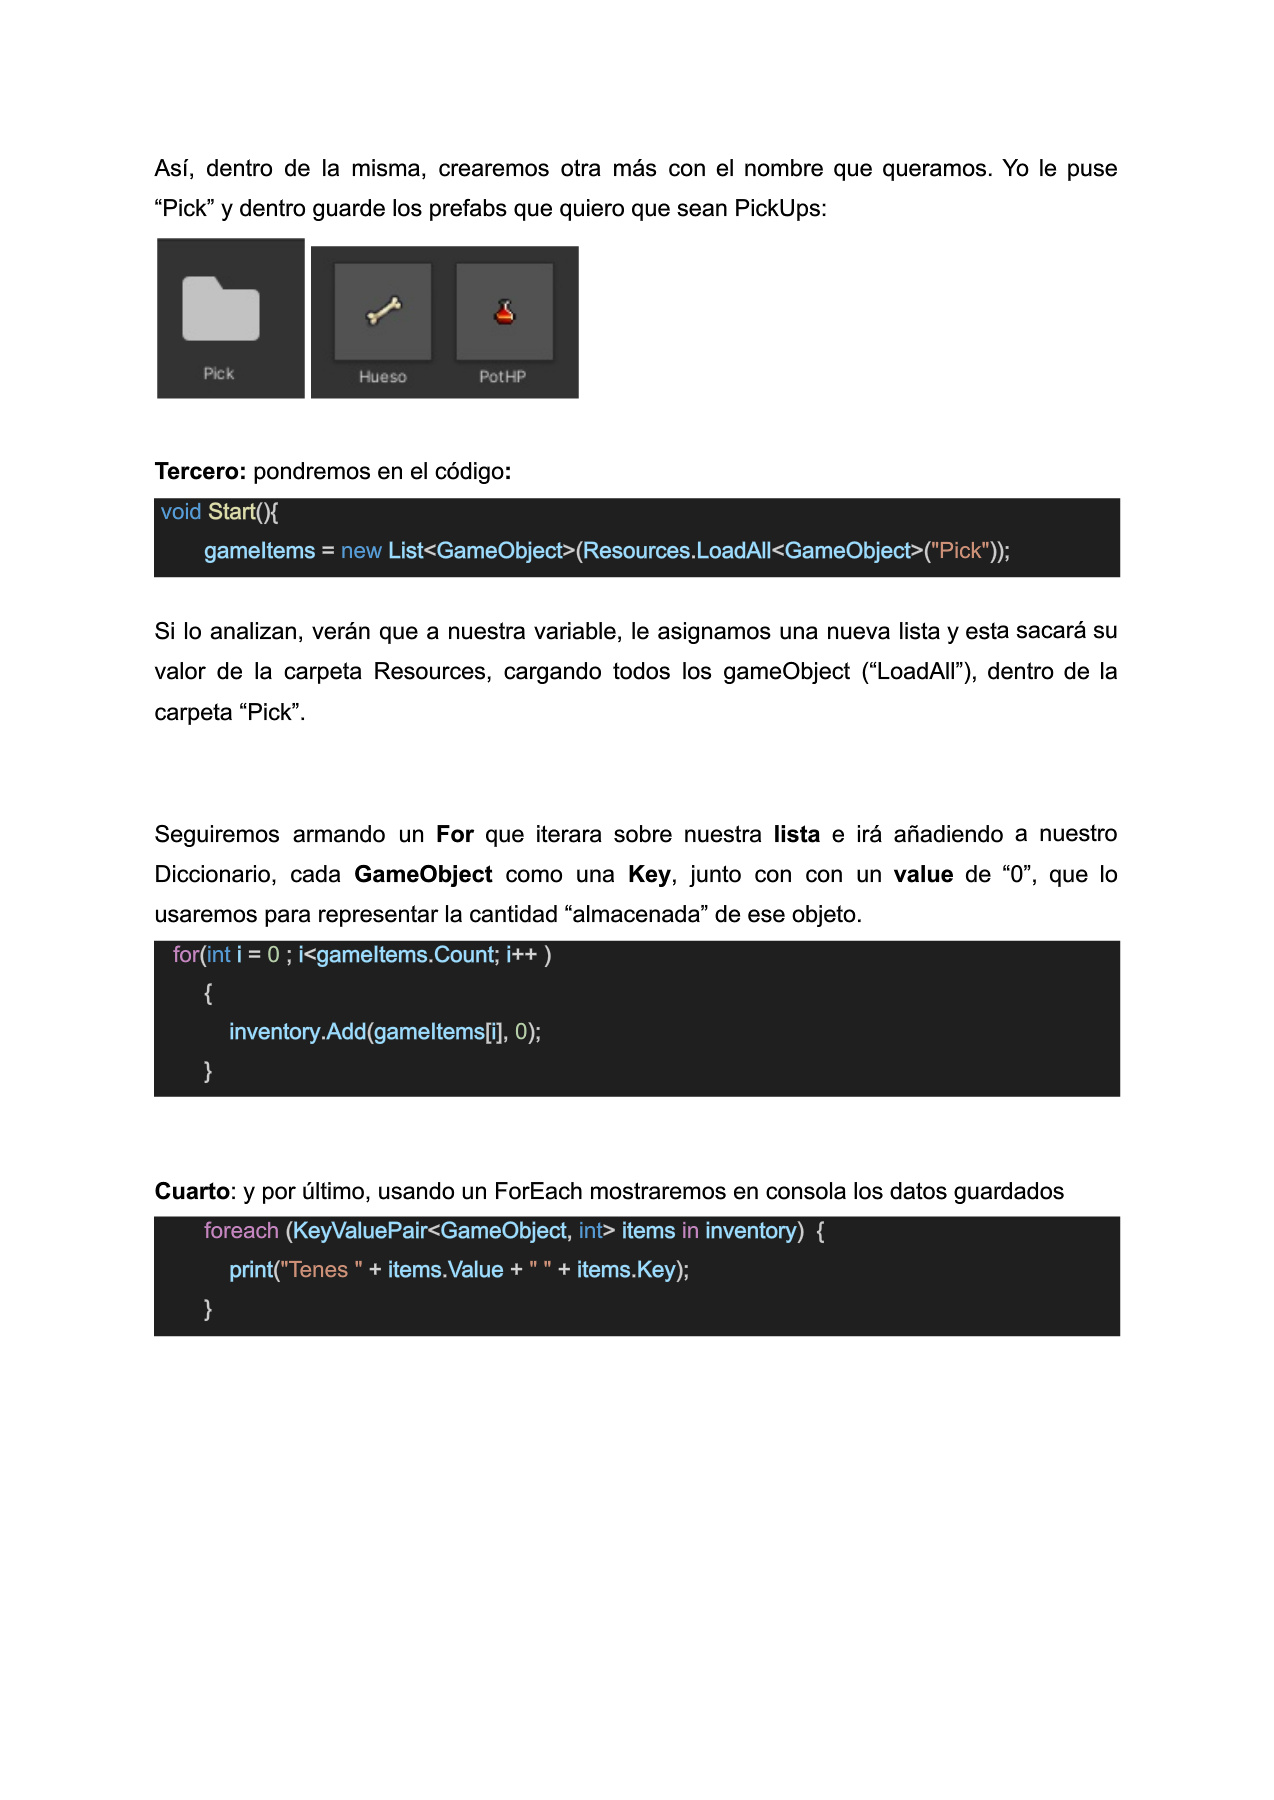 Así, dentro de la misma, crearemos otra más con el nombre que queramos. Yo le puse
“Pick” y dentro guarde los prefabs que quiero que sean PickUps:
Pick
Hueso PotHP
Tercero: pondremos en el código:
void Start(){
gameItems = new List<GameObject>(Resources.LoadAll<GameObject>("Pick"));
Si lo analizan, verán que a nuestra variable, le asignamos una nueva lista y esta sacará su
valor de la carpeta Resources, cargando todos los gameObject (“LoadAll”), dentro de la
carpeta “Pick”.
Seguiremos armando un For que iterara sobre nuestra lista e irá añadiendo a nuestro
Diccionario, cada GameObject como una Key, junto con con un value de “0”, que lo
usaremos para representar la cantidad “almacenada” de ese objeto.
for(int i = 0 ; i<gameItems.Count; i++ )
{
inventory.Add(gameItems[i], 0);
}
Cuarto: y por último, usando un ForEach mostraremos en consola los datos guardados
foreach (KeyValuePair<GameObject, int> items in inventory) {
print("Tenes " + items.Value + " " + items.Key);
}